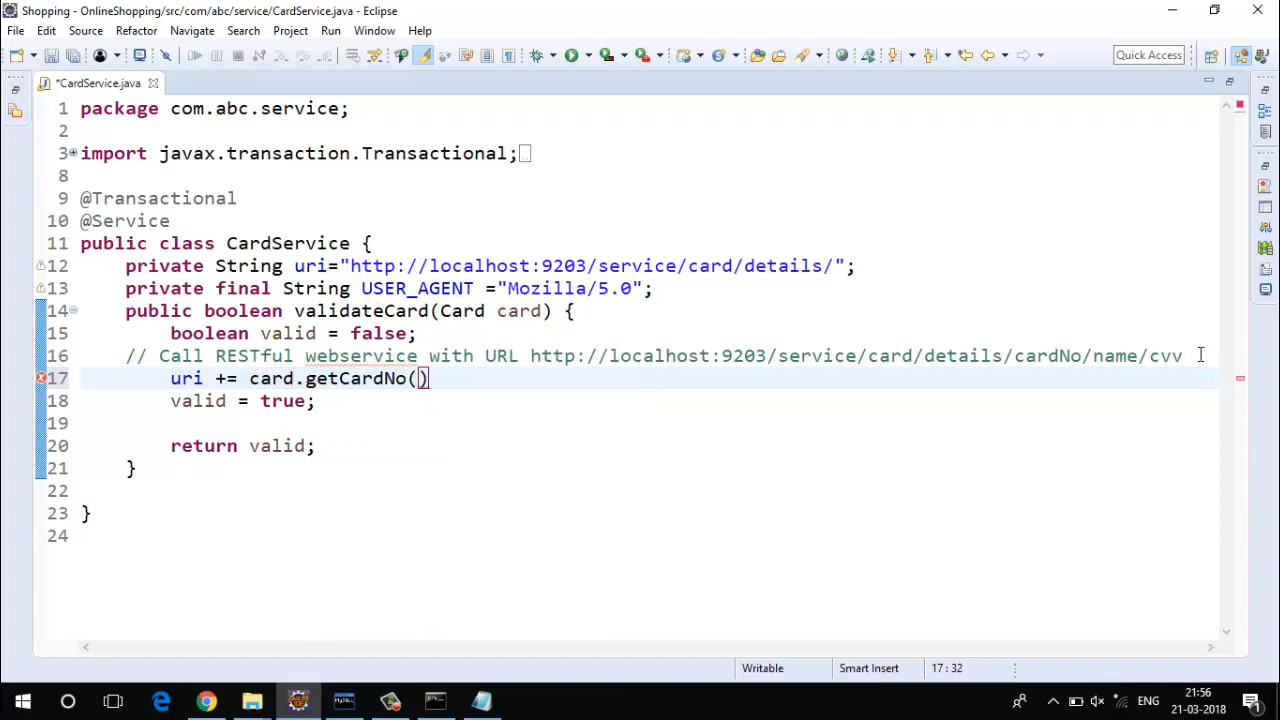 Shopping - OnlineShopping/src/com/abc/service/CardService.java - Eclipse
File Edit Source Refactor Navigate Search Project Run Window Help
Quick Access
*CardService.java
1 package com.abc.service;
2
3 import javax.transaction.Transactional;
8
9 @Transactional
10 @Service
11 public class CardService {
12 private String uri="http://localhost:9203/service/card/details/";
13 private final String USER_AGENT ="Mozilla/5.0";
14 public boolean validateCard(Card card) {
15 boolean valid = false;
16 // Call RESTful webservice with URL http://localhost:9203/service/card/details/cardNo/name/cvv
17 uri += card.getCardNo()
18 valid = true;
19
20 return valid;
21 }
22
23 }
24
Writable Smart Insert 17 : 32
ENG 21:56
21-03-2018